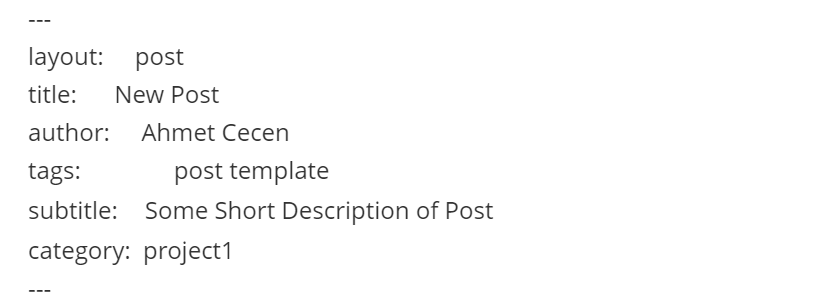 ---
layout:     post
title:      New Post
author:     Ahmet Cecen
tags:               post template
subtitle:    Some Short Description of Post
category:  project1
---